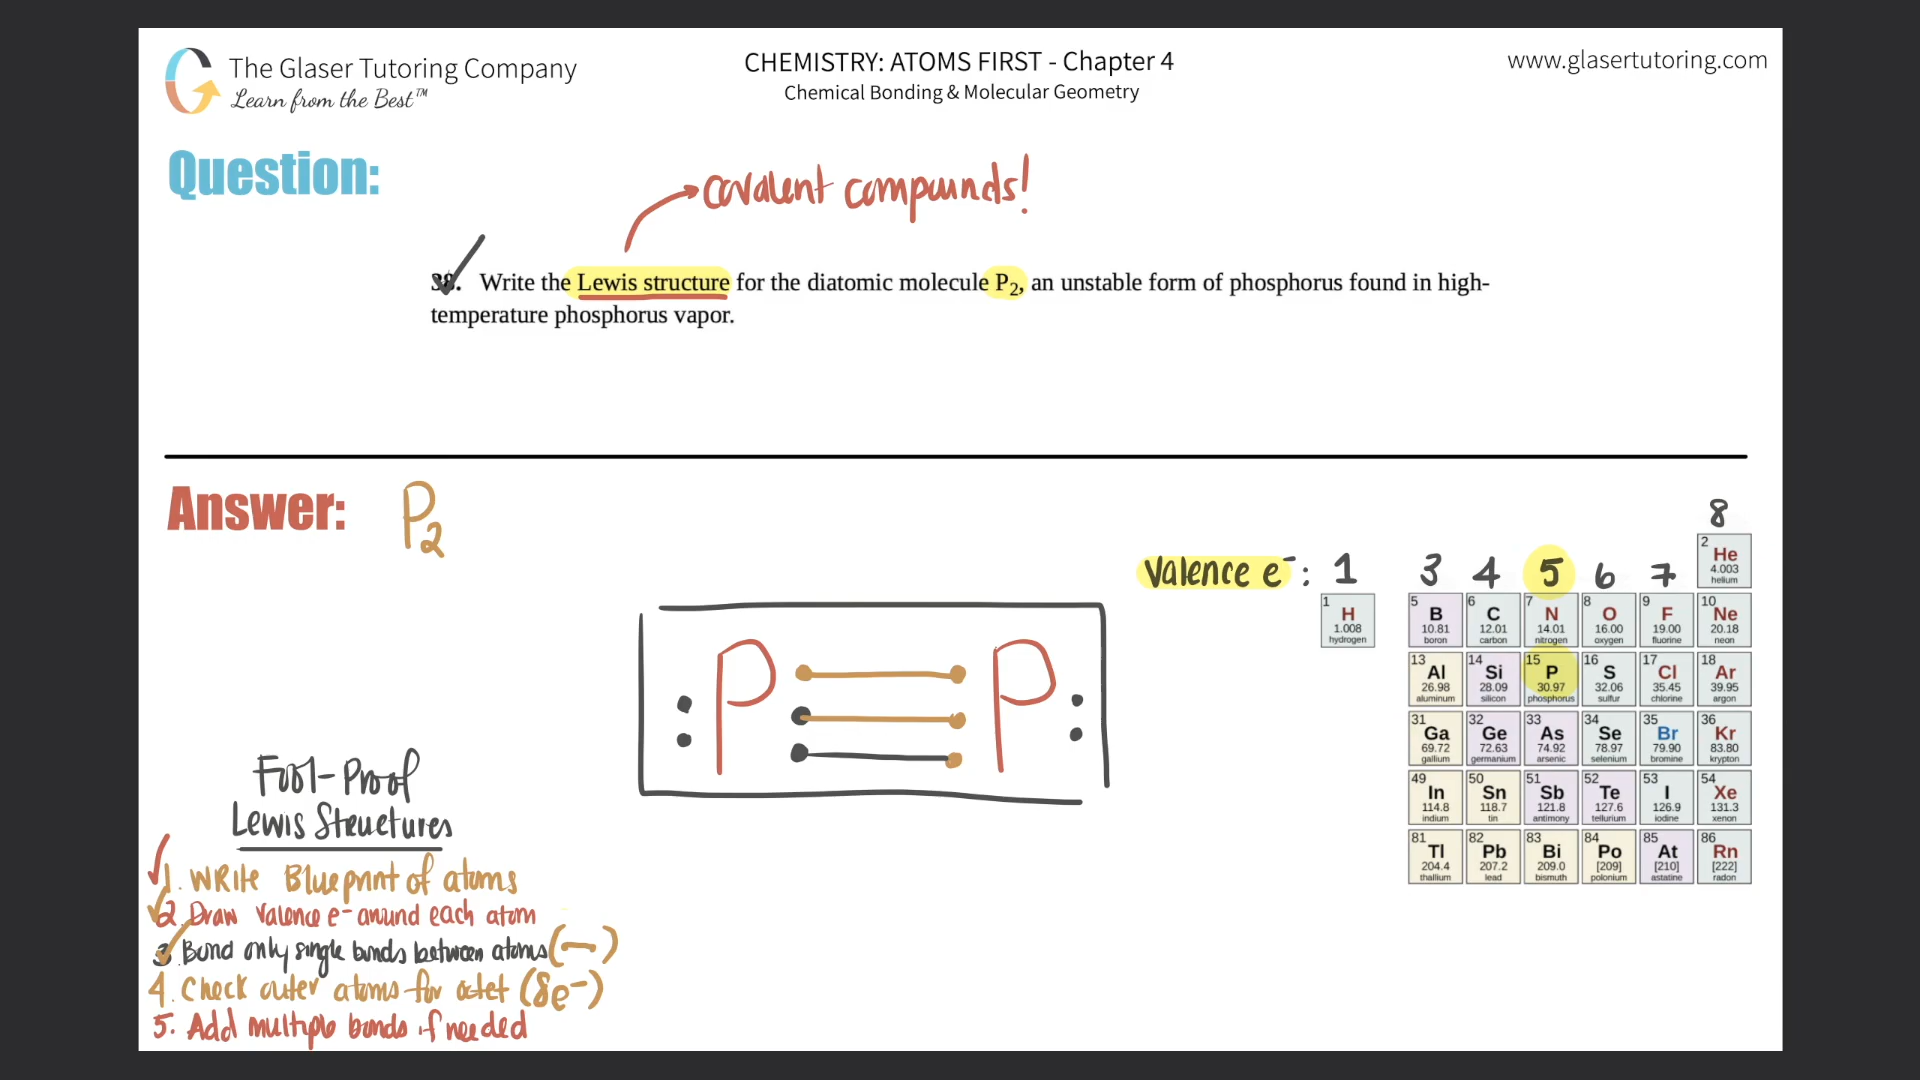 The Glaser Tutoring Company
Learn from the Best™
CHEMISTRY: ATOMS FIRST - Chapter 4
Chemical Bonding & Molecular Geometry
www.glasertutoring.com
Question:
covalent compounds!
38. Write the Lewis structure for the diatomic molecule P₂, an unstable form of phosphorus found in high-
temperature phosphorus vapor.
Answer: P₂
P P
Valence e⁻: 1 3 4 5 6 7 8
2 He 4.003 helium
1 H 1.008 hydrogen
5 B 10.81 boron
6 C 12.01 carbon
7 N 14.01 nitrogen
8 O 16.00 oxygen
9 F 19.00 fluorine
10 Ne 20.18 neon
13 Al 26.98 aluminum
14 Si 28.09 silicon
15 P 30.97 phosphorus
16 S 32.06 sulfur
17 Cl 35.45 chlorine
18 Ar 39.95 argon
31 Ga 69.72 gallium
32 Ge 72.63 germanium
33 As 74.92 arsenic
34 Se 78.97 selenium
35 Br 79.90 bromine
36 Kr 83.80 krypton
49 In 114.8 indium
50 Sn 118.7 tin
51 Sb 121.8 antimony
52 Te 127.6 tellurium
53 I 126.9 iodine
54 Xe 131.3 xenon
81 Tl 204.4 thallium
82 Pb 207.2 lead
83 Bi 209.0 bismuth
84 Po [209] polonium
85 At [210] astatine
86 Rn [222] radon
Fool-Proof
Lewis Structures
1. Write Blueprint of atoms
2. Draw Valence e⁻ around each atom
3. Bond only single bonds between atoms (—)
4. Check outer atoms for octet (8e⁻)
5. Add multiple bonds if needed